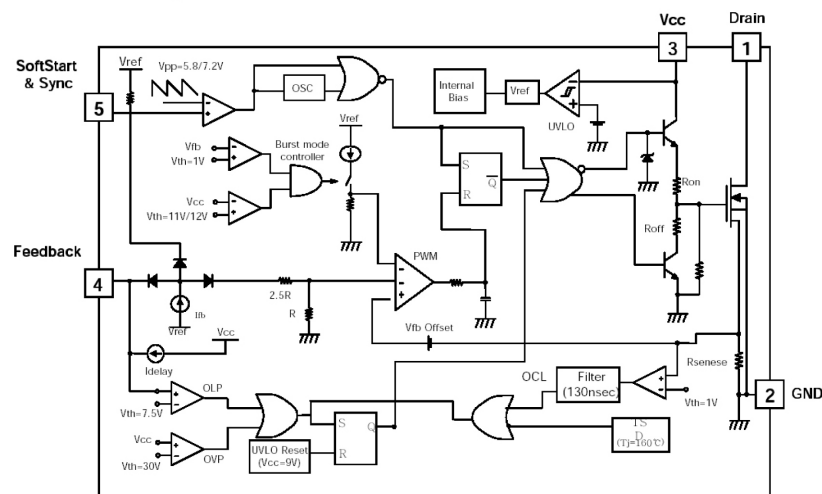 Vcc
Drain
3
1
SoftStart
& Sync
Vref
Vpp=5.8/7.2V
5
−
+
OSC
Internal
Bias
Vref
−
+
UVLO
Vfb
Vth=1V
−
+
Burst mode
controller
Vref
Vcc
Vth=11V/12V
−
+
S
R
Q
Ron
Roff
Feedback
4
2.5R
R
Ifb
Vref
−
−
+
PWM
Vfb Offset
Vcc
Idelay
Rsenese
OLP
Vth=7.5V
+
−
OCL
Filter
(130nsec)
+
−
Vth=1V
2
GND
Vcc
Vth=30V
+
−
OVP
UVLO Reset
(Vcc=9V)
S
R
Q
TS
D
(Tj=160℃)